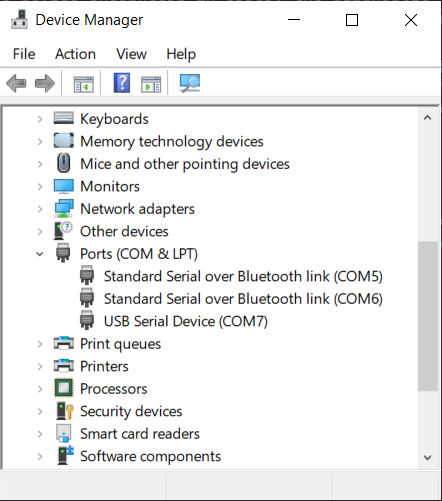 Device Manager
File Action View Help
Keyboards
Memory technology devices
Mice and other pointing devices
Monitors
Network adapters
Other devices
Ports (COM & LPT)
Standard Serial over Bluetooth link (COM5)
Standard Serial over Bluetooth link (COM6)
USB Serial Device (COM7)
Print queues
Printers
Processors
Security devices
Smart card readers
Software components